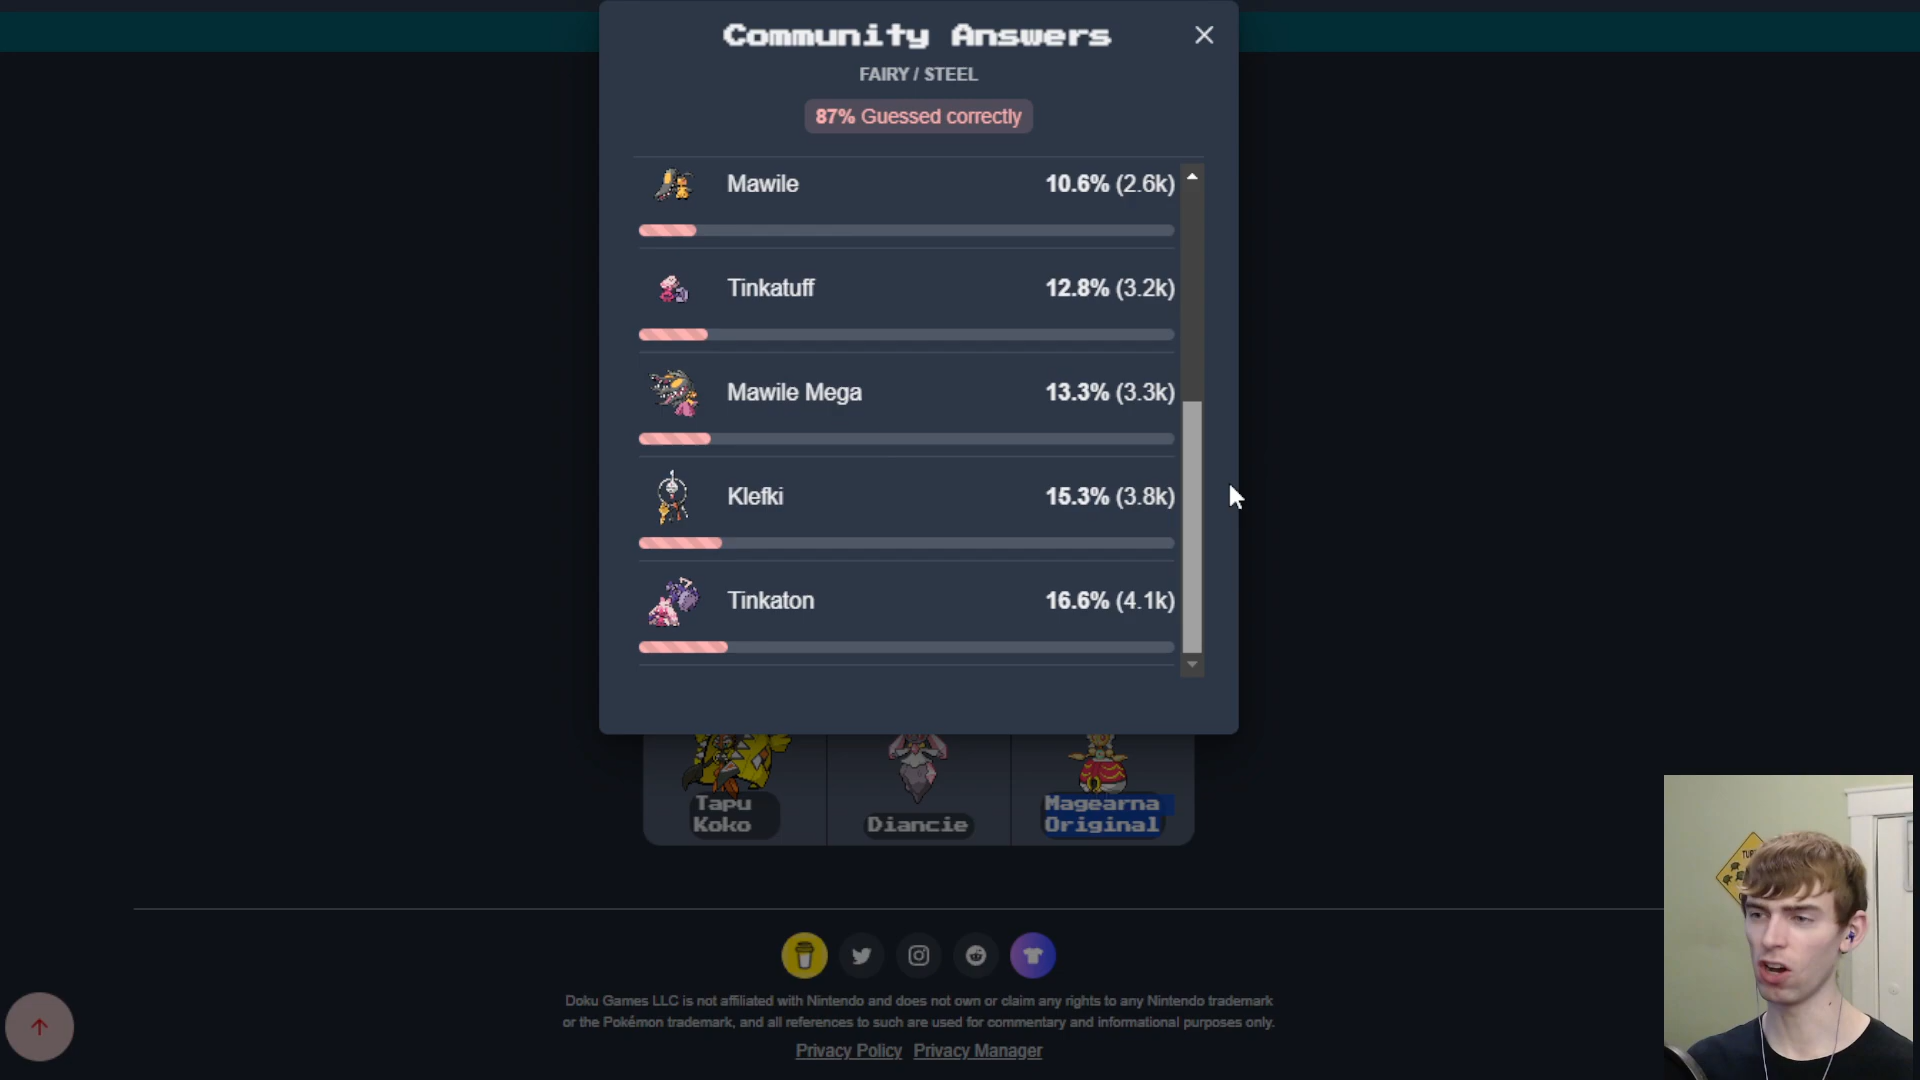 Community Answers
FAIRY / STEEL
87% Guessed correctly
Mawile 10.6% (2.6k)
Tinkatuff 12.8% (3.2k)
Mawile Mega 13.3% (3.3k)
Klefki 15.3% (3.8k)
Tinkaton 16.6% (4.1k)
Tapu Koko
Diancie
Magearna Original
Doku Games LLC is not affiliated with Nintendo and does not own or claim any rights to any Nintendo trademark
or the Pokémon trademark, and all references to such are used for commentary and informational purposes only.
Privacy Policy Privacy Manager